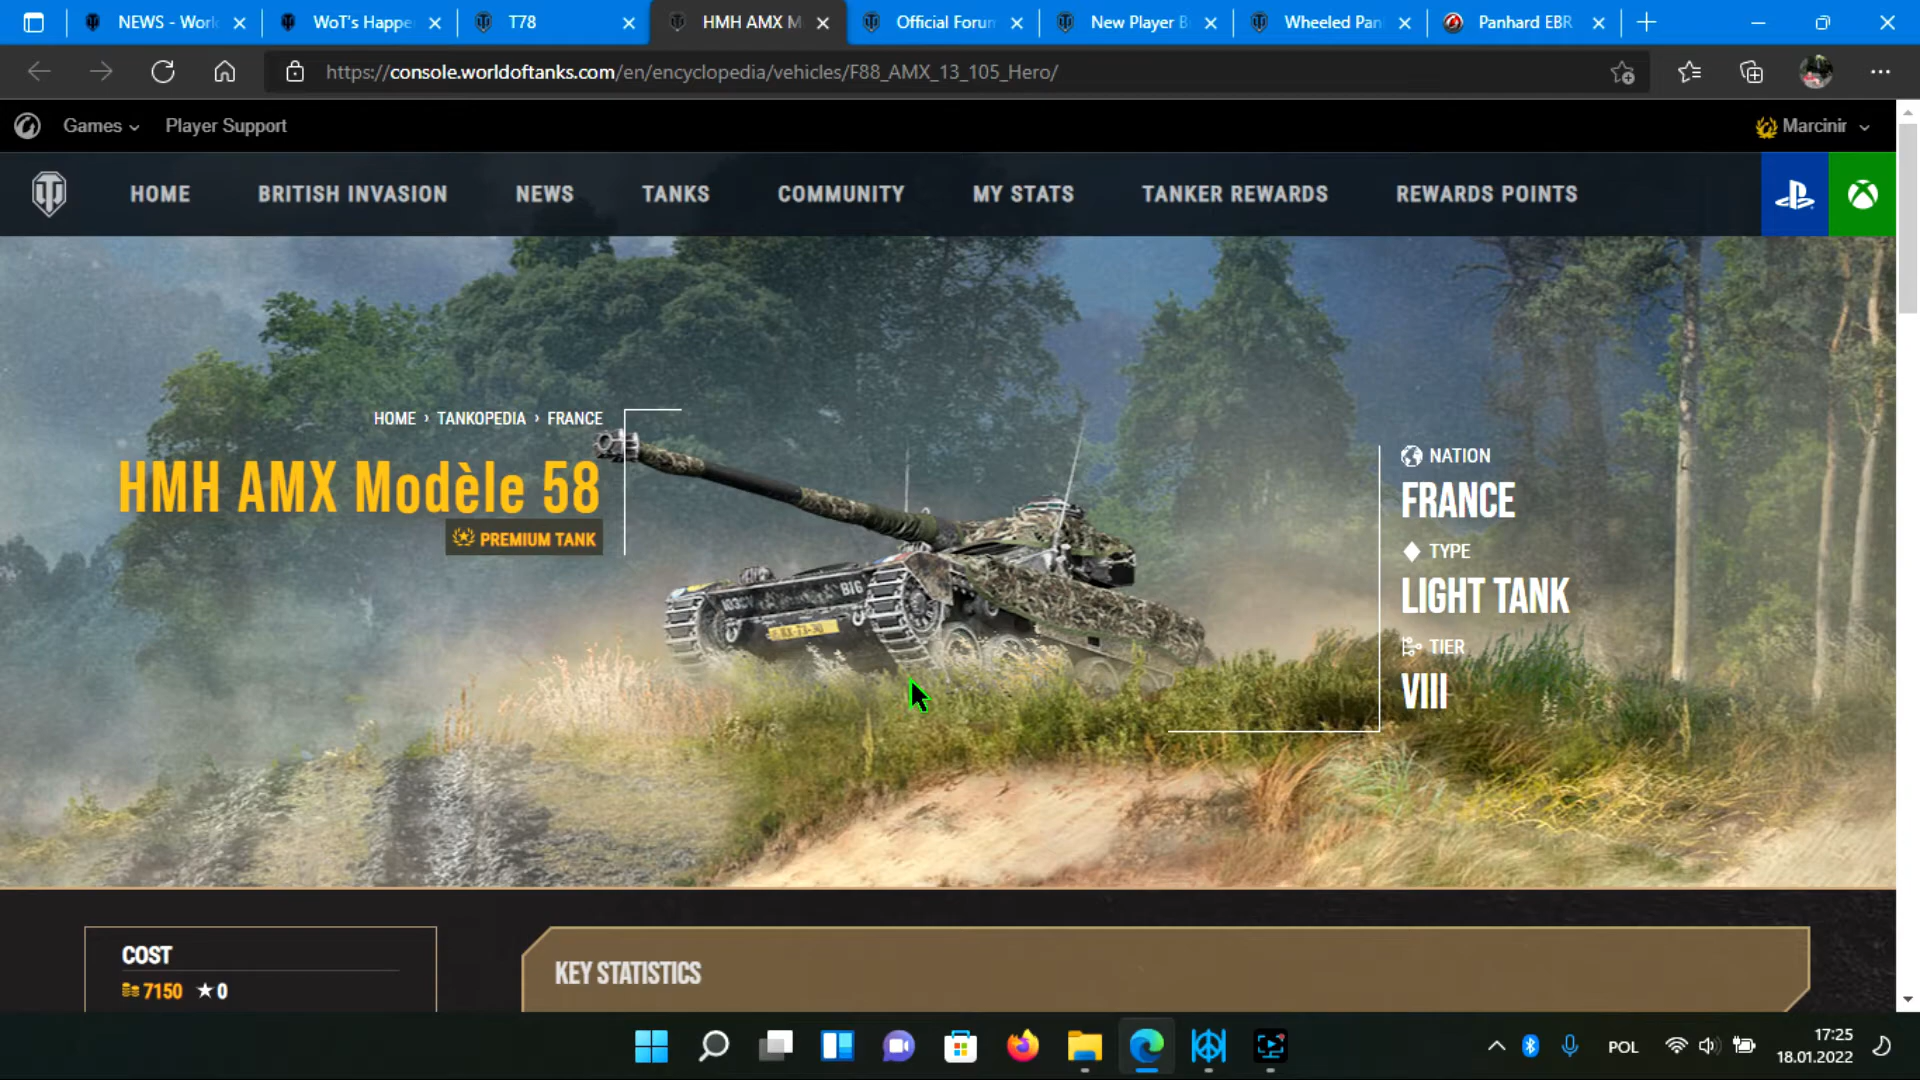 NEWS - Worl
WoT's Happe
T78
HMH AMX M
Official Forum
New Player B
Wheeled Pan
Panhard EBR
https://console.worldoftanks.com/en/encyclopedia/vehicles/F88_AMX_13_105_Hero/
Games
Player Support
Marcinir
HOME
BRITISH INVASION
NEWS
TANKS
COMMUNITY
MY STATS
TANKER REWARDS
REWARDS POINTS
HOME › TANKOPEDIA › FRANCE
HMH AMX Modèle 58
PREMIUM TANK
NATION
FRANCE
TYPE
LIGHT TANK
TIER
VIII
COST
7150 ★0
KEY STATISTICS
POL
17:25
18.01.2022